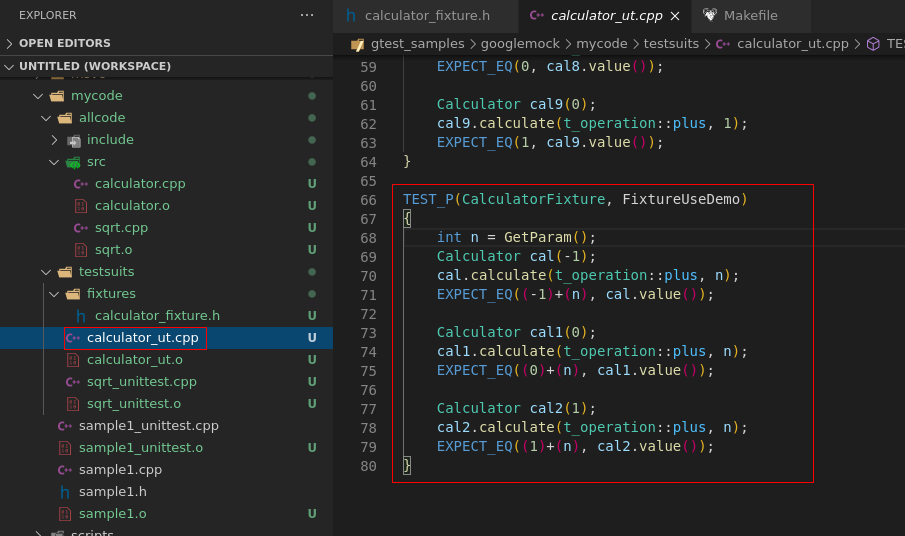 EXPLORER
···
OPEN EDITORS
UNTITLED (WORKSPACE)
mycode
allcode
include
src
C++ calculator.cpp U
calculator.o U
C++ sqrt.cpp U
sqrt.o U
testsuits
fixtures
h calculator_fixture.h U
C++ calculator_ut.cpp U
calculator_ut.o U
C++ sqrt_unittest.cpp U
sqrt_unittest.o U
C++ sample1_unittest.cpp
sample1_unittest.o U
C++ sample1.cpp
h sample1.h
sample1.o U
scripts
h calculator_fixture.h
C++ calculator_ut.cpp ×
Makefile
gtest_samples > googlemock > mycode > testsuits > C++ calculator_ut.cpp >
59 EXPECT_EQ(0, cal8.value());
60
61 Calculator cal9(0);
62 cal9.calculate(t_operation::plus, 1);
63 EXPECT_EQ(1, cal9.value());
64 }
65
66 TEST_P(CalculatorFixture, FixtureUseDemo)
67 {
68 int n = GetParam();
69 Calculator cal(-1);
70 cal.calculate(t_operation::plus, n);
71 EXPECT_EQ((-1)+(n), cal.value());
72
73 Calculator cal1(0);
74 cal1.calculate(t_operation::plus, n);
75 EXPECT_EQ((0)+(n), cal1.value());
76
77 Calculator cal2(1);
78 cal2.calculate(t_operation::plus, n);
79 EXPECT_EQ((1)+(n), cal2.value());
80 }